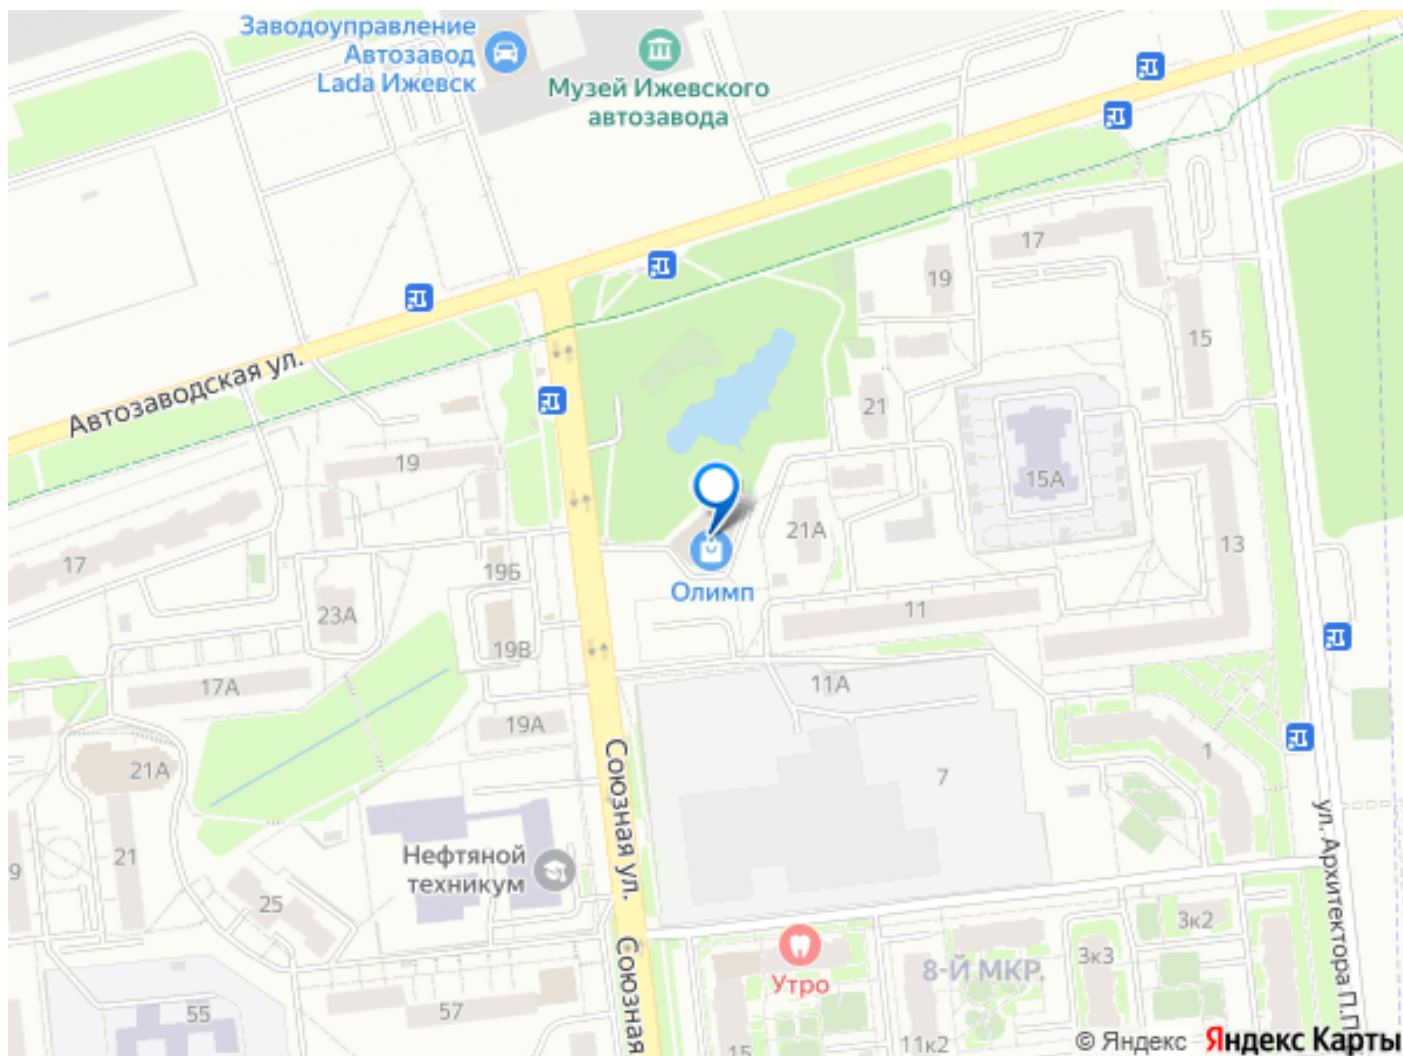 Заводоуправление
Автозавод
Lada Ижевск
Музей Ижевского
автозавода
17
19
15
Автозаводская ул.
21
19
15А
17
21А
13
19Б
Олимп
23А
11
19В
17А
11А
19А
1
21А
7
Союзная ул.
21
9
Нефтяной
техникум
ул. Архитектора П.П
25
3к2
Союзная
3к3
8-Й МКР.
Утро
57
55
15
11к2
© Яндекс Яндекс Карты